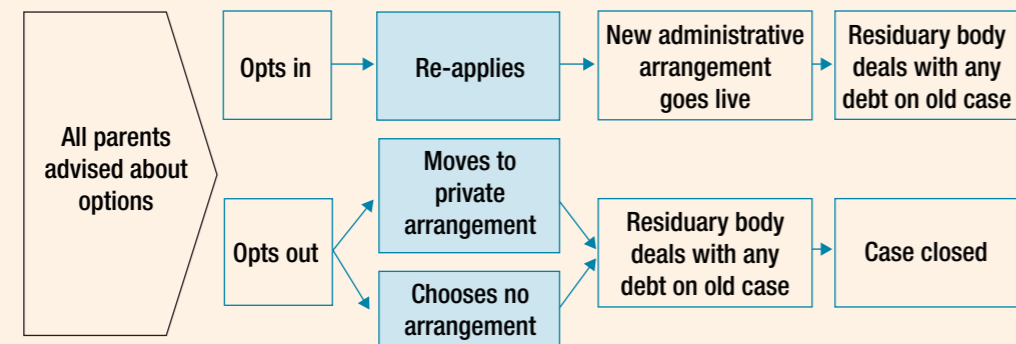 All parents
advised about
options
Opts in
Re-applies
New administrative
arrangement
goes live
Residuary body
deals with any
debt on old case
Opts out
Moves to
private
arrangement
Chooses no
arrangement
Residuary body
deals with any
debt on old case
Case closed